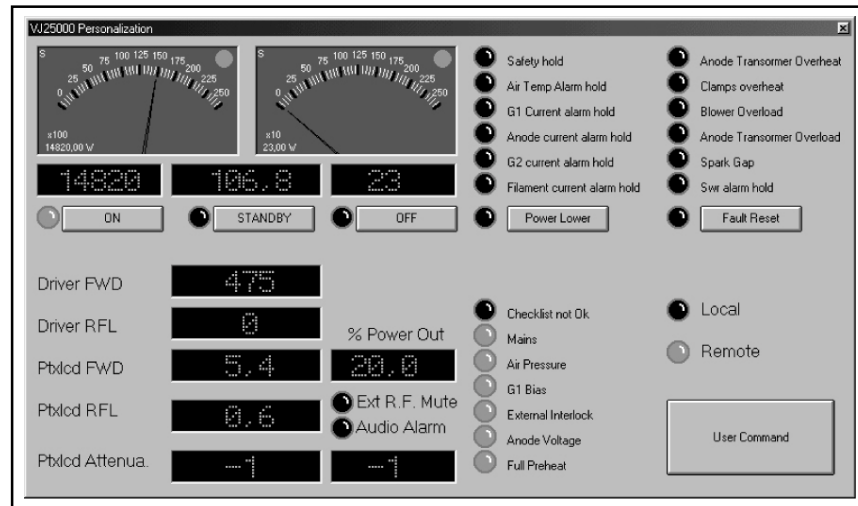 VJ25000 Personalization
S
0 25 50 75 100 125 150 175 200 225 250
x100
14820,00 W
S
0 25 50 75 100 125 150 175 200 225 250
x10
23,00 W
14820 106.8 23
ON STANDBY OFF
Safety hold
Air Temp Alarm hold
G1 Current alarm hold
Anode current alarm hold
G2 current alarm hold
Filament current alarm hold
Power Lower
Anode Transormer Overheat
Clamps overheat
Blower Overload
Anode Transormer Overload
Spark Gap
Swr alarm hold
Fault Reset
Driver FWD 475
Driver RFL 0
% Power Out
Ptxlcd FWD 5.4 20.0
Ptxlcd RFL 0.6
Ext R.F. Mute
Audio Alarm
Ptxlcd Attenua. -1 -1
Checklist not Ok
Mains
Air Pressure
G1 Bias
External Interlock
Anode Voltage
Full Preheat
Local
Remote
User Command